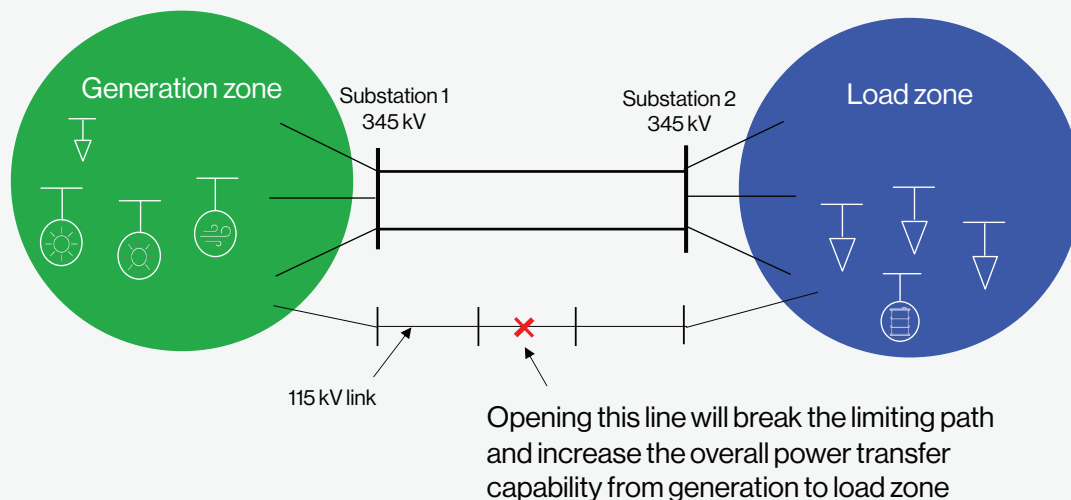 Generation zone
Substation 1
345 kV
Substation 2
345 kV
Load zone
115 kV link
Opening this line will break the limiting path
and increase the overall power transfer
capability from generation to load zone